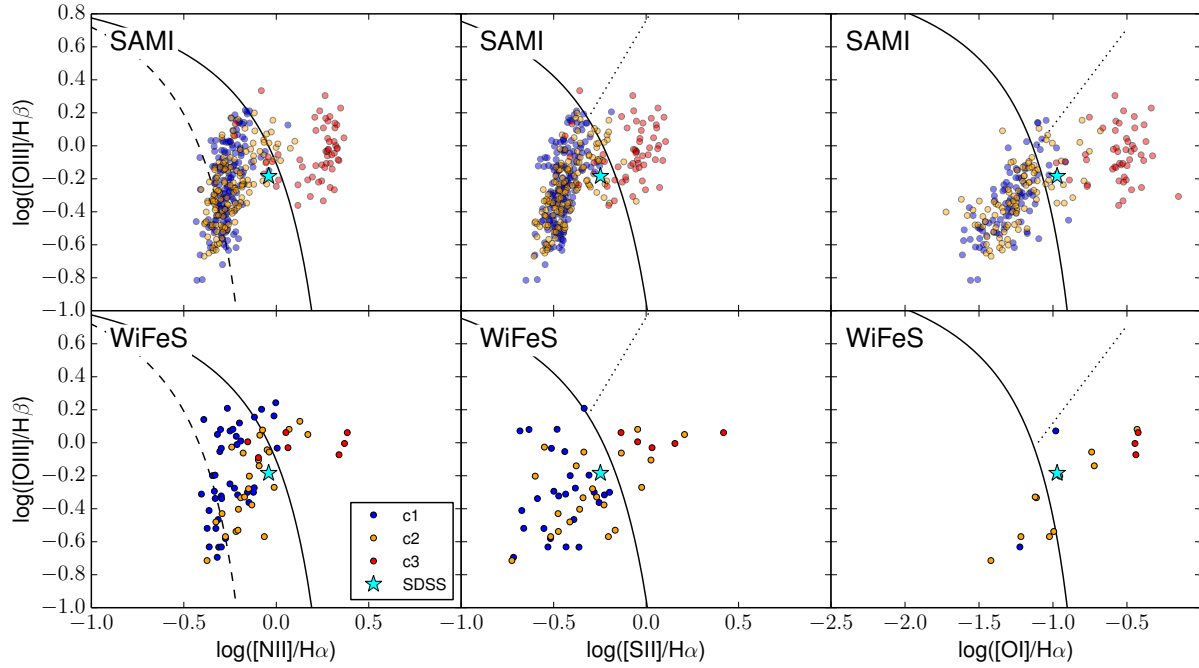 SAMI
SAMI
SAMI
0.8
0.6
0.4
0.2
0.0
−0.2
−0.4
−0.6
−0.8
−1.0
log([OIII]/Hβ)
WiFeS
WiFeS
WiFeS
0.6
0.4
0.2
0.0
−0.2
−0.4
−0.6
−0.8
−1.0
log([OIII]/Hβ)
c1
c2
c3
SDSS
−1.0 −0.5 0.0 0.5 −1.0 −0.5 0.0 0.5 −2.5 −2.0 −1.5 −1.0 −0.5
log([NII]/Hα) log([SII]/Hα) log([OI]/Hα)